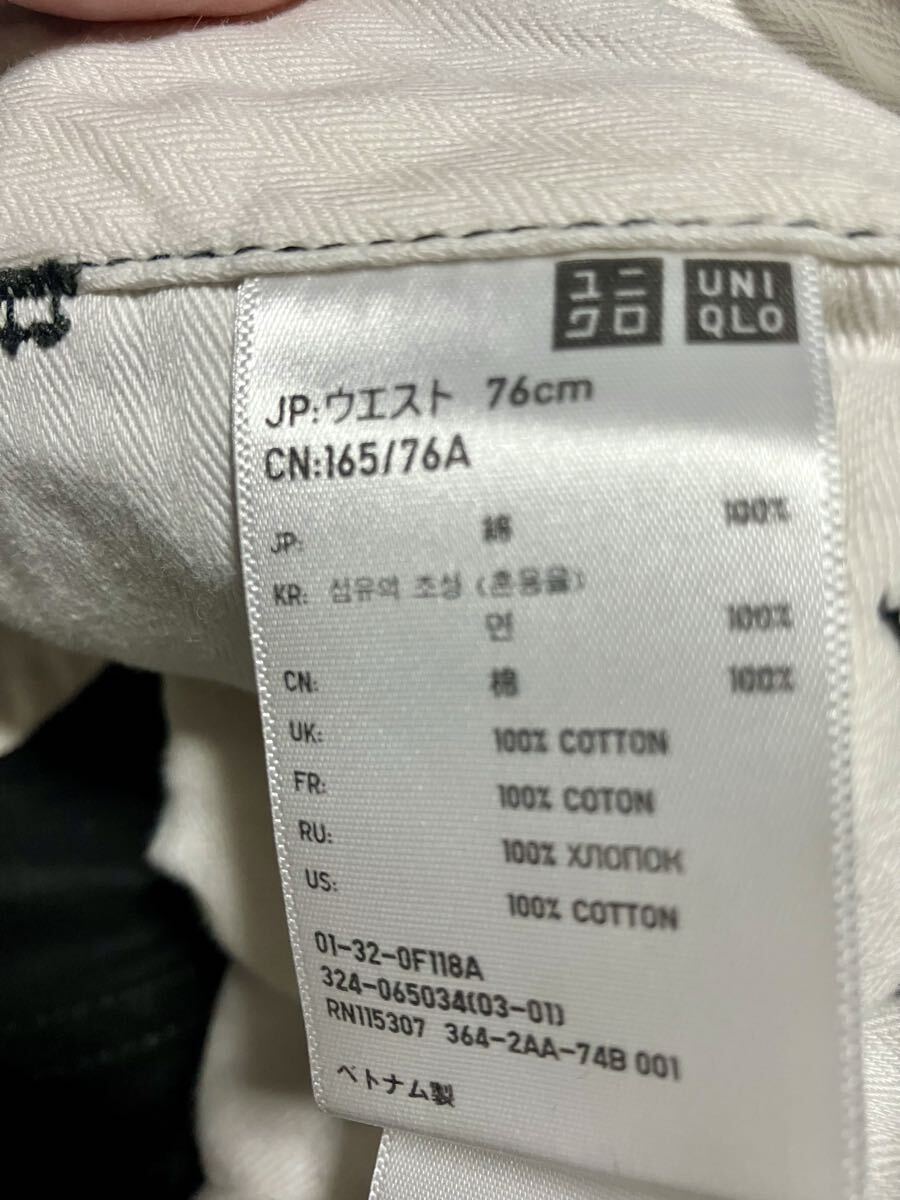 ユニクロ UNIQLO
JP:ウエスト 76cm
CN:165/76A
JP: 綿 100%
KR: 섬유의 조성 (혼용율)
면 100%
CN: 棉 100%
UK: 100% COTTON
FR: 100% COTON
RU: 100% ХЛОПОК
US: 100% COTTON
01-32-0F118A
324-065034(03-01)
RN115307 364-2AA-74B 001
ベトナム製